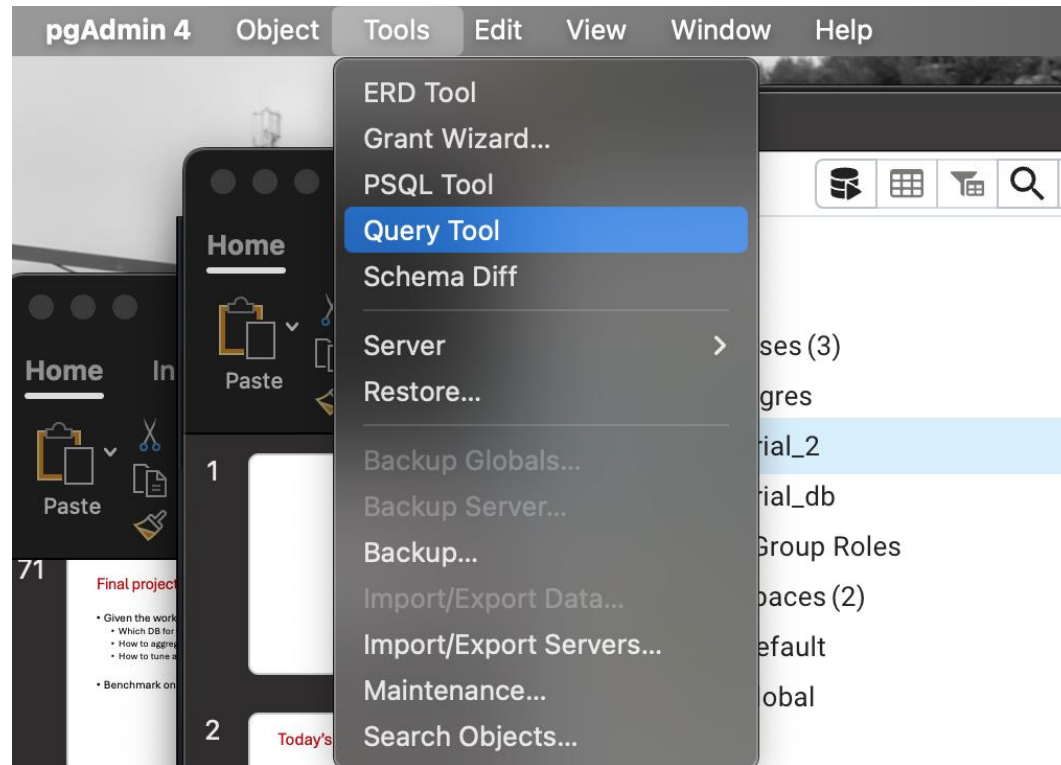 pgAdmin 4 Object Tools Edit View Window Help
ERD Tool
Grant Wizard...
PSQL Tool
Query Tool
Schema Diff
Server
Restore...
Backup Globals...
Backup Server...
Backup...
Import/Export Data...
Import/Export Servers...
Maintenance...
Search Objects...
Home
Paste
1
2
Today's
Home In
Paste
71
Final project
• Given the work
• Which DB for
• How to aggreg
• How to tune a
• Benchmark on
ses (3)
gres
rial_2
rial_db
Group Roles
paces (2)
efault
lobal